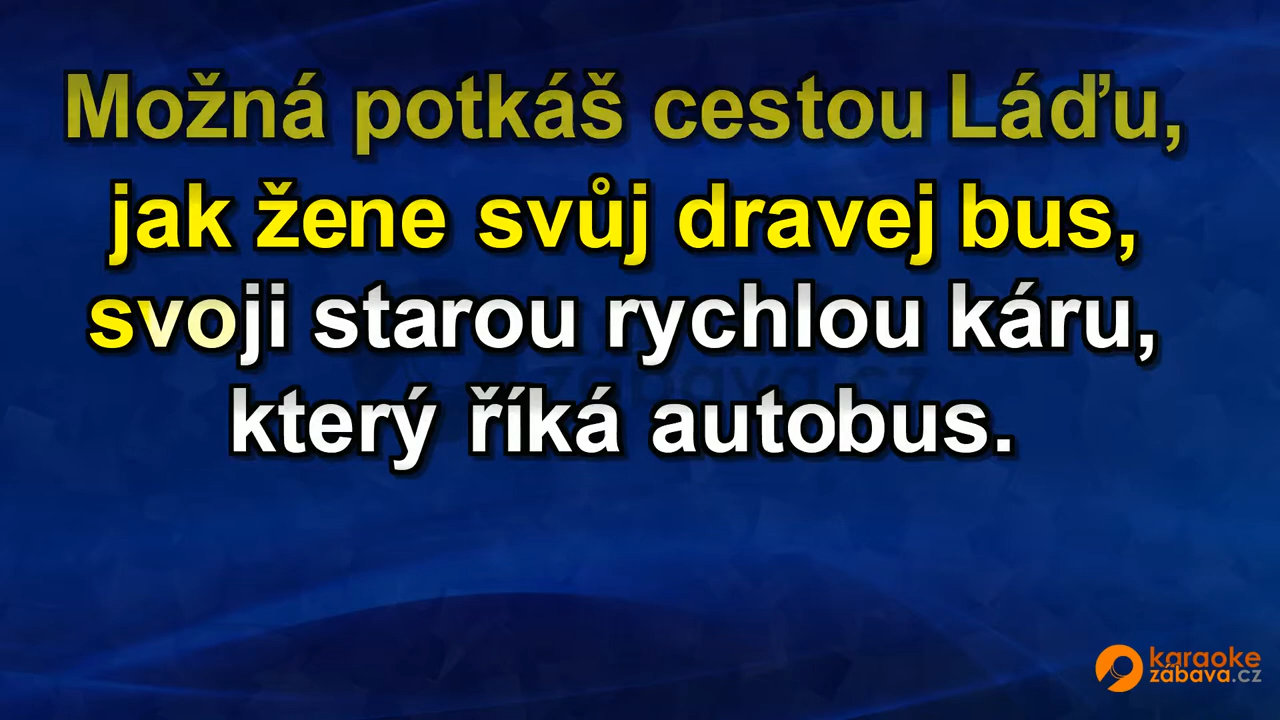 Možná potkáš cestou Láďu,
jak žene svůj dravej bus,
svoji starou rychlou káru,
který říká autobus.
karaoke
zábava.cz